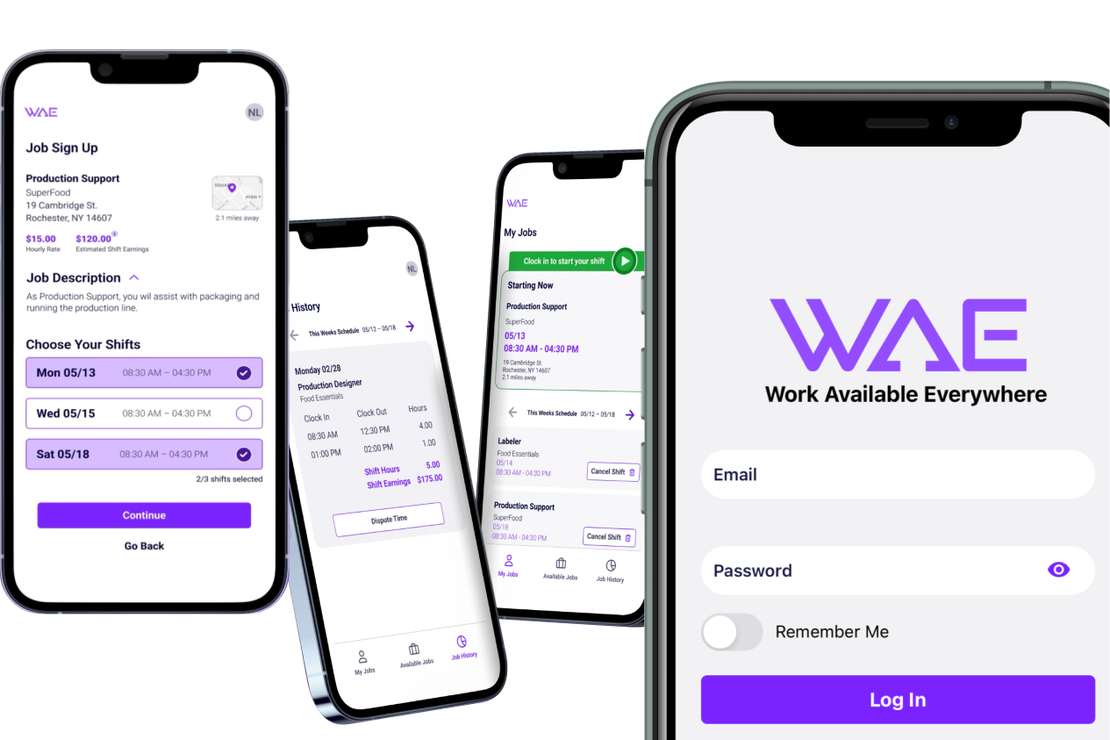 WAE
NL
Job Sign Up
Production Support
SuperFood
19 Cambridge St.
Rochester, NY 14607
2.1 miles away
$15.00
Hourly Rate
$120.00
Estimated Shift Earnings
Job Description
As Production Support, you wil assist with packaging and
running the production line.
Choose Your Shifts
Mon 05/13 08:30 AM – 04:30 PM
Wed 05/15 08:30 AM – 04:30 PM
Sat 05/18 08:30 AM – 04:30 PM
2/3 shifts selected
Continue
Go Back
NL
History
This Weeks Schedule 05/12 – 05/18
Monday 02/28
Production Designer
Food Essentials
Clock In Clock Out Hours
08:30 AM 12:30 PM 4.00
01:00 PM 02:00 PM 1.00
Shift Hours 5.00
Shift Earnings $175.00
Dispute Time
My Jobs Available Jobs Job History
WAE
My Jobs
Clock in to start your shift
Starting Now
Production Support
SuperFood
05/13
08:30 AM - 04:30 PM
19 Cambridge St.
Rochester, NY 14607
2.1 miles away
This Weeks Schedule 05/12 – 05/18
Labeler
Food Essentials
05/14
08:30 AM - 04:30 PM
Cancel Shift
Production Support
SuperFood
05/18
08:30 AM - 04:30 PM
Cancel Shift
My Jobs Available Jobs Job History
WAE
Work Available Everywhere
Email
Password
Remember Me
Log In